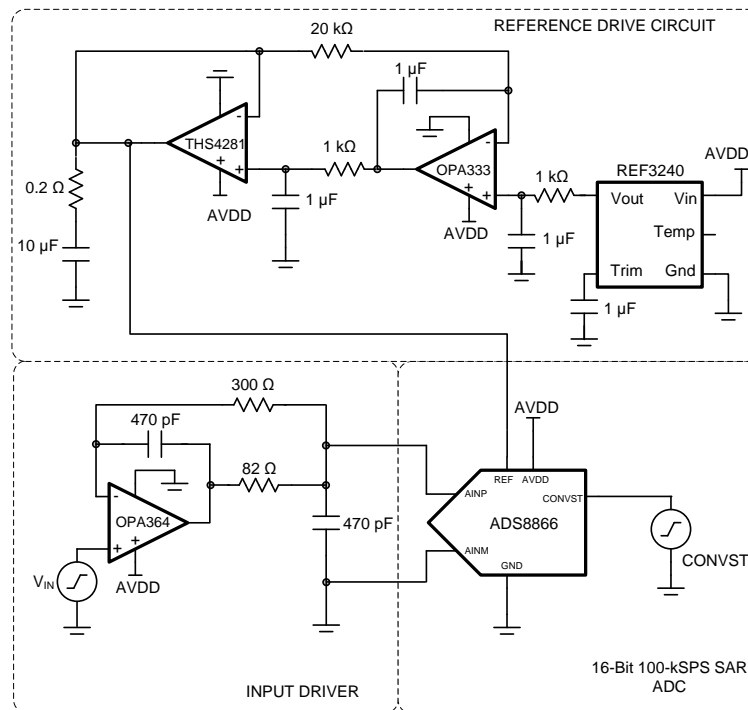 REFERENCE DRIVE CIRCUIT
20 kΩ
1 µF
THS4281
-
+
+
AVDD
1 kΩ
1 µF
OPA333
-
+
+
AVDD
1 kΩ
1 µF
REF3240
Vout
Vin
Temp
Trim
Gnd
AVDD
1 µF
0.2 Ω
10 µF
300 Ω
470 pF
82 Ω
OPA364
-
+
+
AVDD
VIN
470 pF
INPUT DRIVER
AVDD
REF
AVDD
AINP
CONVST
ADS8866
AINM
GND
CONVST
16-Bit 100-kSPS SAR
ADC